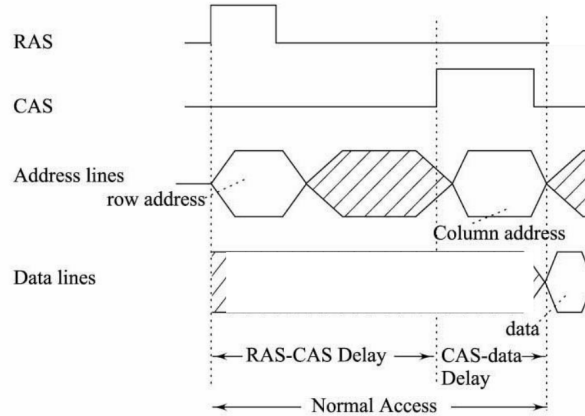 RAS
CAS
Address lines
row address
Column address
Data lines
data
RAS-CAS Delay
CAS-data
Delay
Normal Access